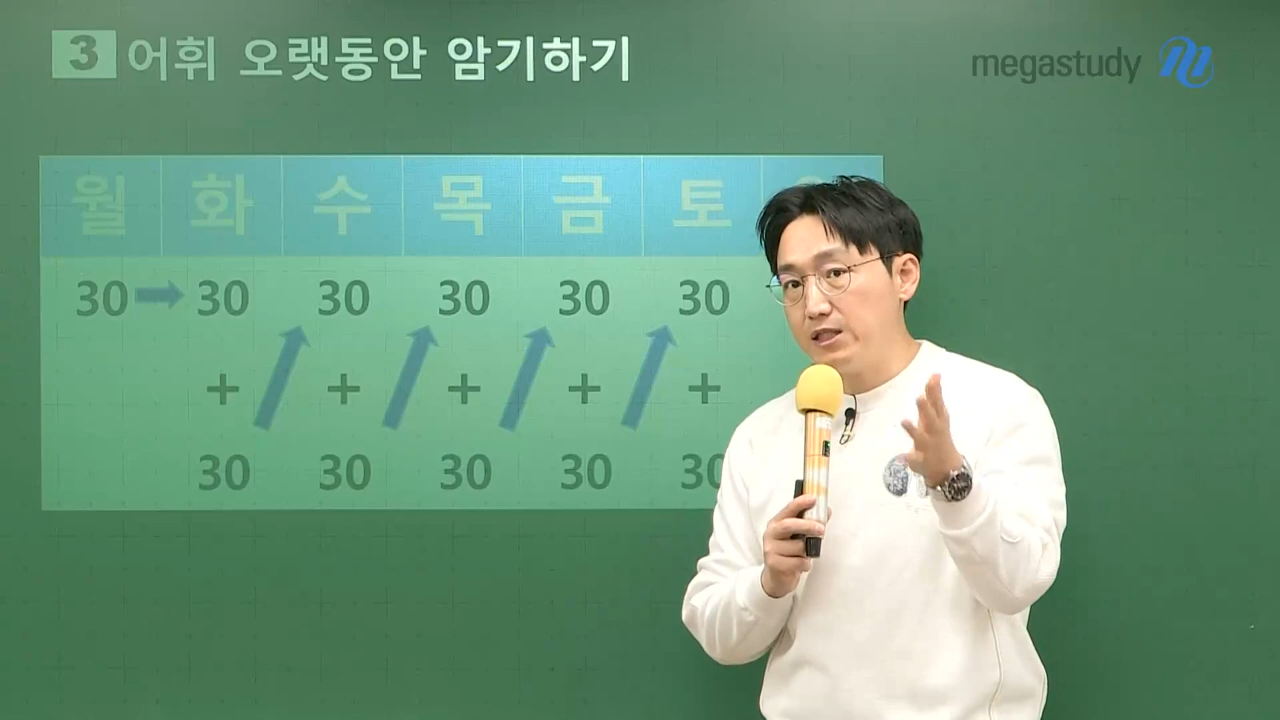 3 어휘 오랫동안 암기하기
megastudy
월 화 수 목 금 토
30 30 30 30 30 30
+ + + + +
30 30 30 30 30